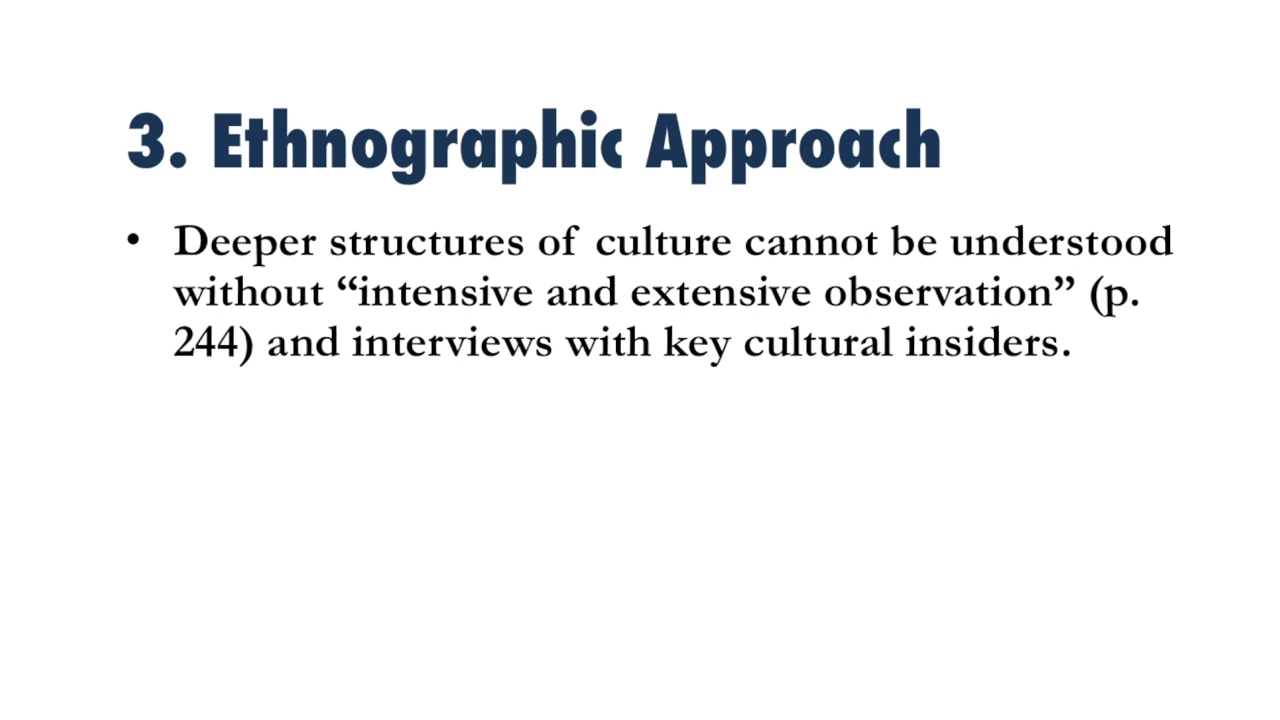 3. Ethnographic Approach
• Deeper structures of culture cannot be understood
without “intensive and extensive observation” (p.
244) and interviews with key cultural insiders.